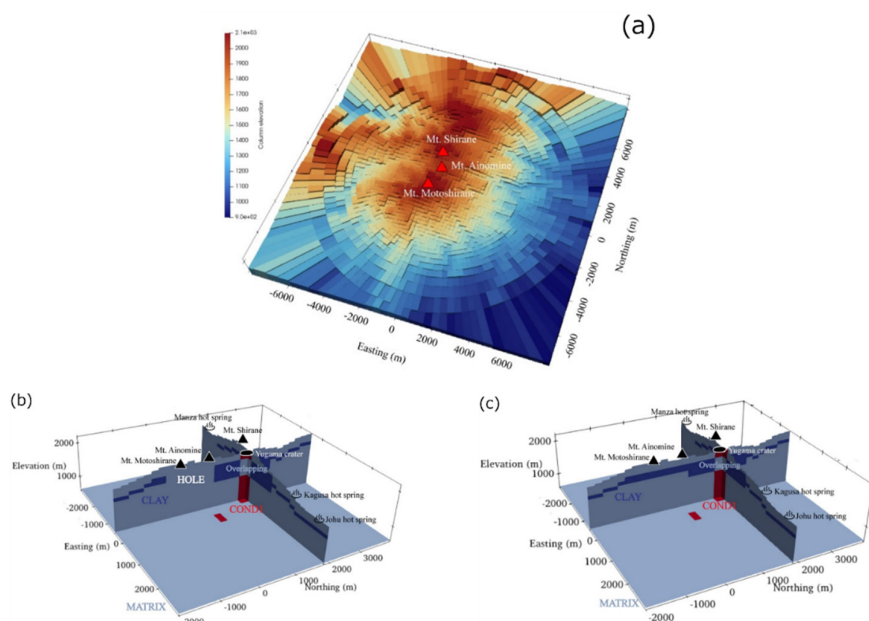 (a)
2.1e+03
2000
1900
1800
1700
1600
1500
1400
1300
1200
1100
1000
9.0e+02
Column elevation
Mt. Shirane
Mt. Ainomine
Mt. Motoshirane
6000
4000
2000
0
-2000
-4000
-6000
Northing (m)
-6000
-4000
-2000
0
2000
4000
6000
Easting (m)
(b)
Manza hot spring
Mt. Shirane
2000
Mt. Ainomine
Yugama crater
Elevation (m)
Mt. Motoshirane
Overlapping
1000
HOLE
CLAY
Kagusa hot spring
-1000
COND1
Johu hot spring
Easting (m)
0
1000
3000
2000
2000
1000
Northing (m)
0
MATRIX
-1000
-2000
(c)
Manza hot spring
Mt. Shirane
2000
Mt. Ainomine
Yugama crater
Elevation (m)
Mt. Motoshirane
Overlapping
1000
CLAY
Kagusa hot spring
-2000
-1000
Johu hot spring
Easting (m)
0
1000
3000
2000
2000
1000
Northing (m)
0
MATRIX
-1000
-2000